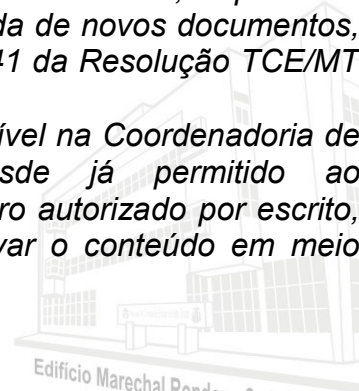 da de novos documentos,
41 da Resolução TCE/MT
ível na Coordenadoria de
sde já permitido ao
ro autorizado por escrito,
var o conteúdo em meio
Edifício Marechal